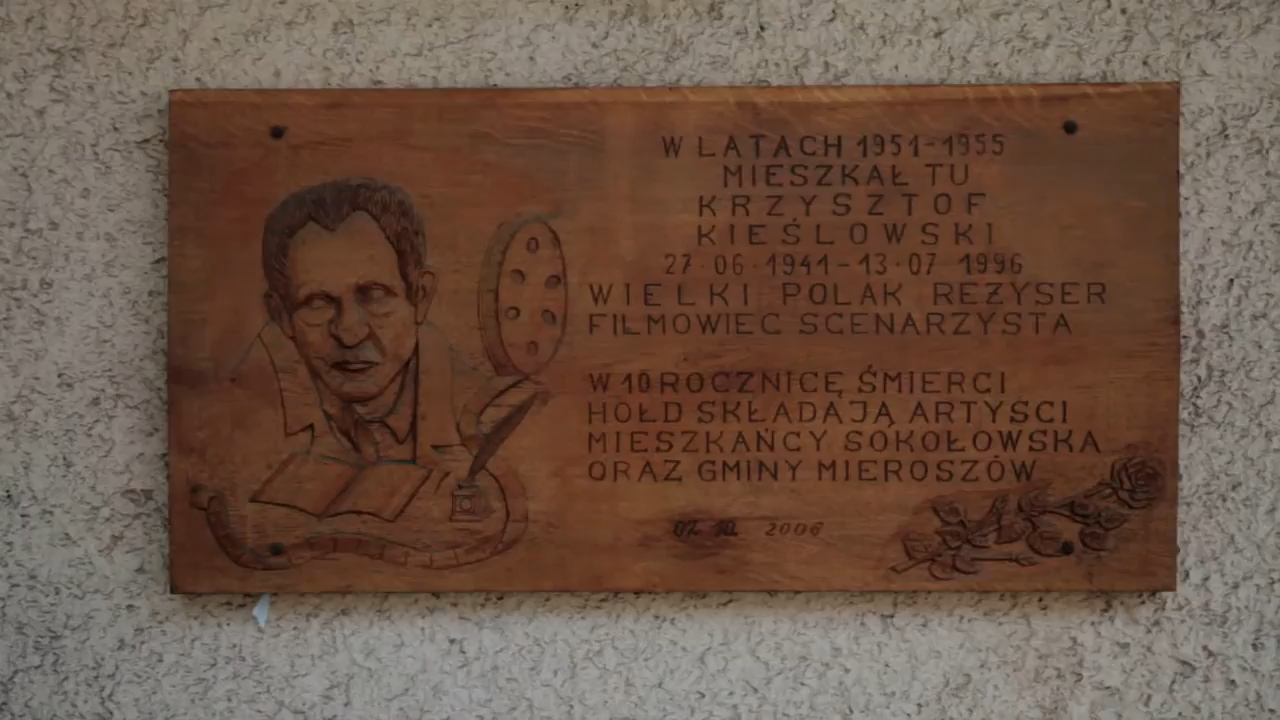 W LATACH 1951-1955
MIESZKAŁ TU
KRZYSZTOF
KIEŚLOWSKI
27·06·1941-13·07 1996
WIELKI POLAK REŻYSER
FILMOWIEC SCENARZYSTA
W 10 ROCZNICĘ ŚMIERCI
HOŁD SKŁADAJĄ ARTYŚCI
MIESZKAŃCY SOKOŁOWSKA
ORAZ GMINY MIEROSZÓW
2006